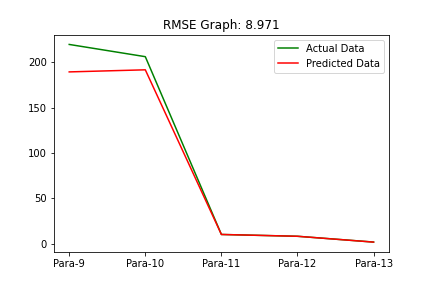 RMSE Graph: 8.971
Actual Data
Predicted Data
200
150
100
50
0
Para-9 Para-10 Para-11 Para-12 Para-13